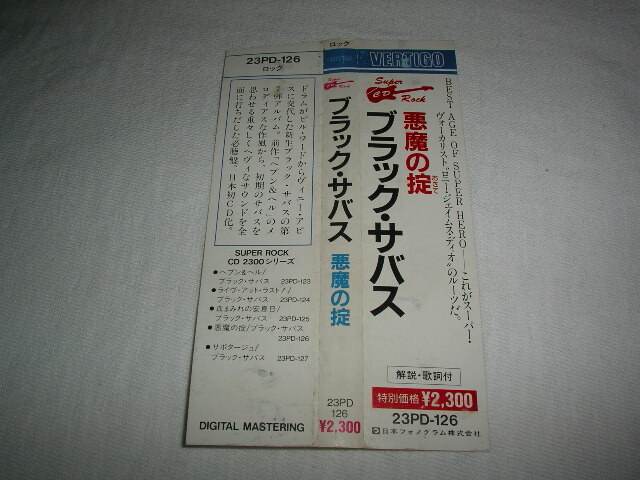 23PD-126
ロック
ドラムがビル・ワードからヴィニー・アピ
スに交代した新生ブラック・サバスの第
2弾アルバム。前作「ヘブン&ヘル」のメ
ロディアスな作風から、初期のサバスを
思わせる重々しくヘヴィなサウンドを全
面に打ちだした必聴盤。日本初CD化。
SUPER ROCK
CD 2300シリーズ
●ヘブン&ヘル/
ブラック・サバス 23PD-123
●ライヴ・アット・ラスト!/
ブラック・サバス 23PD-124
●血まみれの安息日/
ブラック・サバス 23PD-125
●悪魔の掟/ブラック・サバス
23PD-126
●サボタージュ/
ブラック・サバス 23PD-127
DIGITAL MASTERING
ロック
Super
CD
Rock
ブラック・サバス
悪魔の掟
23PD
126
¥2,300
VERTIGO
Super
CD
Rock
BEST AGE OF SUPER HERO──これがスーパー・
ヴォーカリスト“ロニー・ジェイムス・ディオ”のルーツだ。
悪魔の掟
おきて
ブラック・サバス
解説・歌詞付
特別価格 ¥2,300
23PD-126
日本フォノグラム株式会社